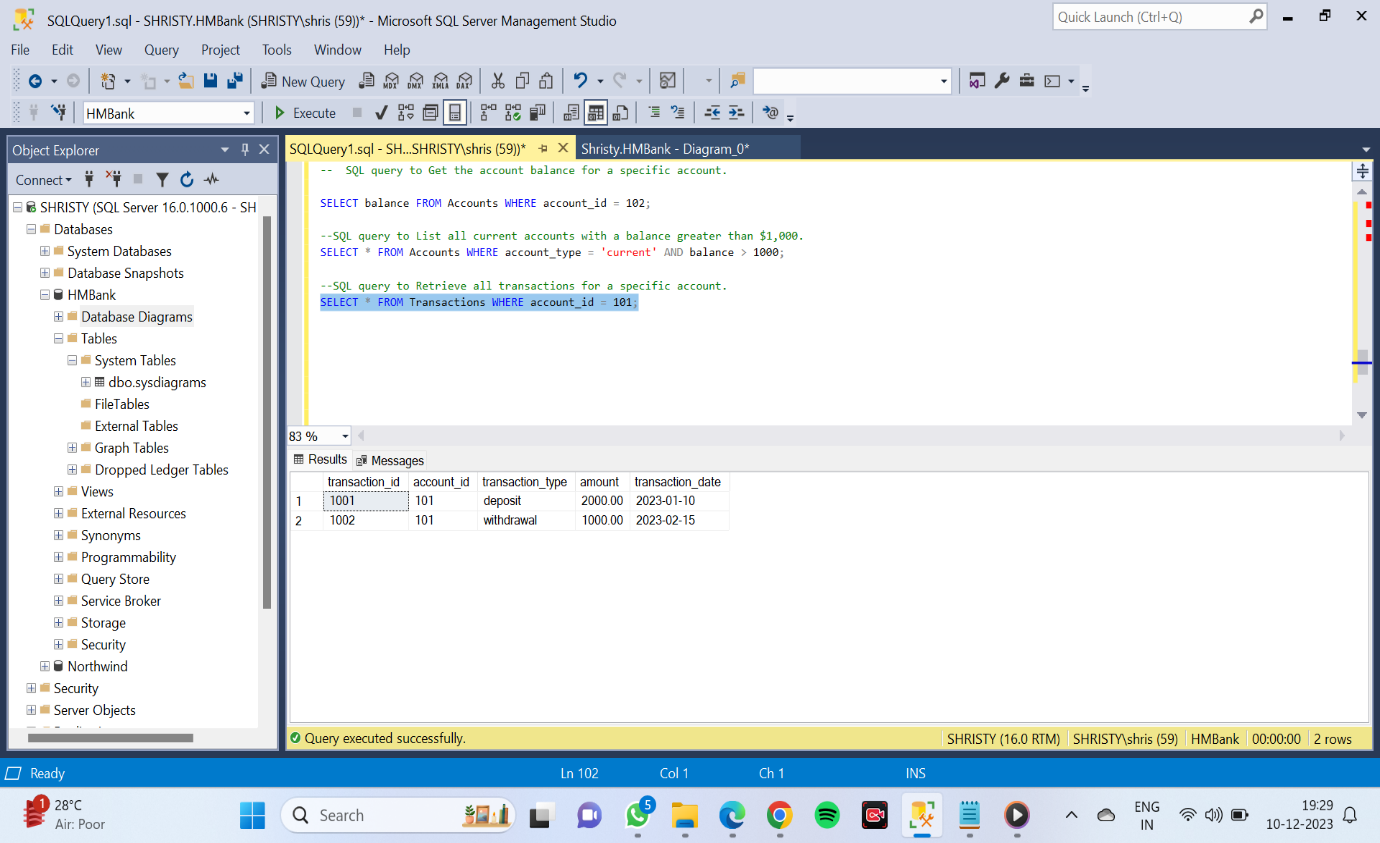 SQLQuery1.sql - SHRISTY.HMBank (SHRISTY\shris (59))* - Microsoft SQL Server Management Studio
Quick Launch (Ctrl+Q)
File Edit View Query Project Tools Window Help
New Query
MDX DMX XMLA DAX
HMBank
Execute
Object Explorer
Connect
SHRISTY (SQL Server 16.0.1000.6 - SH
Databases
System Databases
Database Snapshots
HMBank
Database Diagrams
Tables
System Tables
dbo.sysdiagrams
FileTables
External Tables
Graph Tables
Dropped Ledger Tables
Views
External Resources
Synonyms
Programmability
Query Store
Service Broker
Storage
Security
Northwind
Security
Server Objects
SQLQuery1.sql - SH...SHRISTY\shris (59))*
Shristy.HMBank - Diagram_0*
-- SQL query to Get the account balance for a specific account.
SELECT balance FROM Accounts WHERE account_id = 102;
--SQL query to List all current accounts with a balance greater than $1,000.
SELECT * FROM Accounts WHERE account_type = 'current' AND balance > 1000;
--SQL query to Retrieve all transactions for a specific account.
SELECT * FROM Transactions WHERE account_id = 101;
83 %
Results Messages
transaction_id account_id transaction_type amount transaction_date
1 1001 101 deposit 2000.00 2023-01-10
2 1002 101 withdrawal 1000.00 2023-02-15
Query executed successfully.
SHRISTY (16.0 RTM) SHRISTY\shris (59) HMBank 00:00:00 2 rows
Ready
Ln 102 Col 1 Ch 1 INS
1
28°C
Air: Poor
Search
5
ENG
IN
19:29
10-12-2023